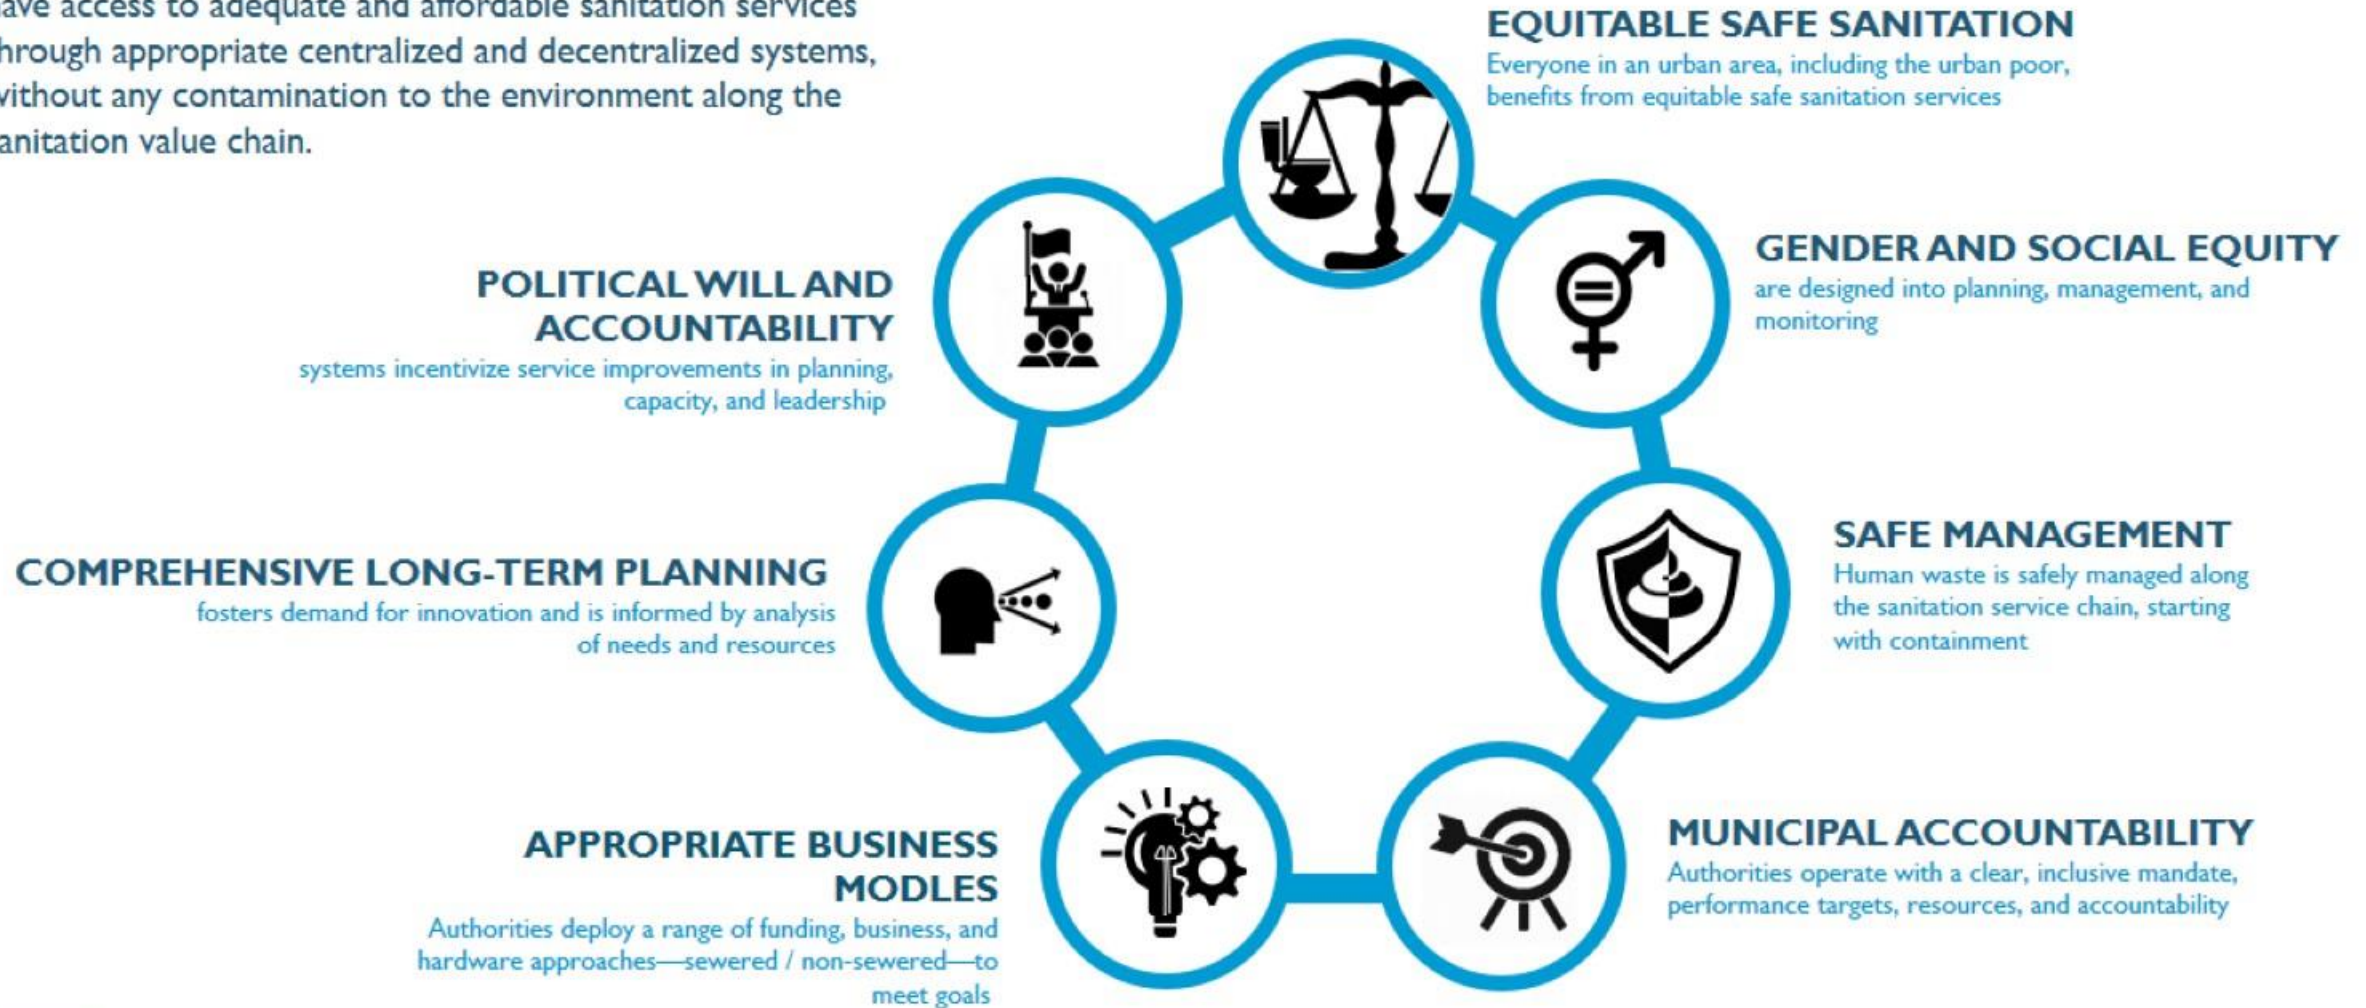 ave access to adequate and affordable sanitation services
hrough appropriate centralized and decentralized systems,
vithout any contamination to the environment along the
anitation value chain.
EQUITABLE SAFE SANITATION
Everyone in an urban area, including the urban poor,
benefits from equitable safe sanitation services
GENDER AND SOCIAL EQUITY
are designed into planning, management, and
monitoring
SAFE MANAGEMENT
Human waste is safely managed along
the sanitation service chain, starting
with containment
MUNICIPAL ACCOUNTABILITY
Authorities operate with a clear, inclusive mandate,
performance targets, resources, and accountability
APPROPRIATE BUSINESS
MODLES
Authorities deploy a range of funding, business, and
hardware approaches—sewered / non-sewered—to
meet goals
COMPREHENSIVE LONG-TERM PLANNING
fosters demand for innovation and is informed by analysis
of needs and resources
POLITICAL WILL AND
ACCOUNTABILITY
systems incentivize service improvements in planning,
capacity, and leadership